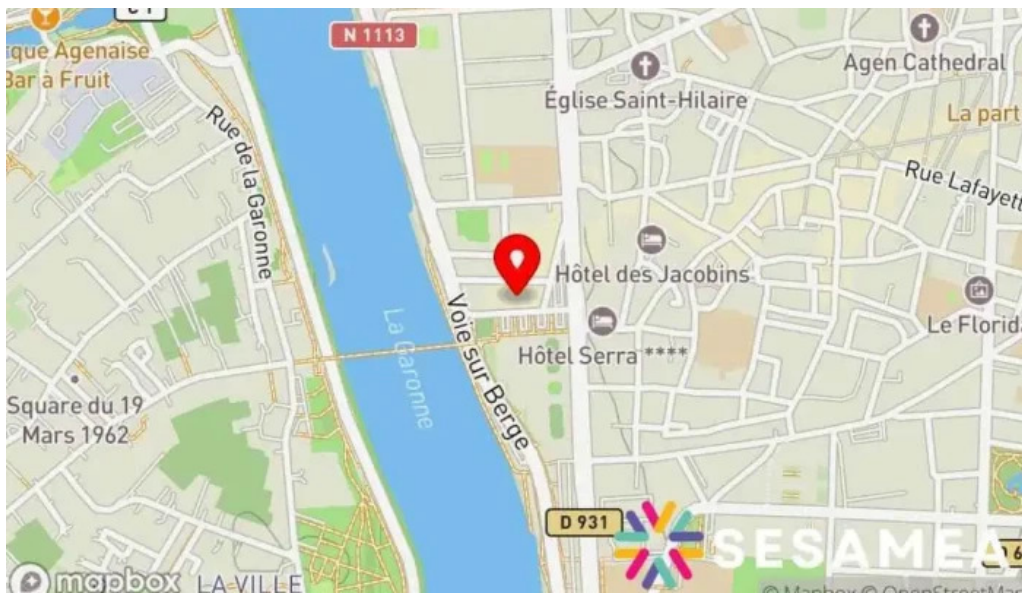 N 1113
que Agenaise
Bar à Fruit
Agen Cathedral
Église Saint-Hilaire
La part
Rue de la Garonne
Rue Lafayett
Hôtel des Jacobins
Voie sur Berge
La Garonne
Le Florid
Hôtel Serra ****
Square du 19
Mars 1962
D 931
SESAMEA
D 6
mapbox
LA VILLE
© Mapbox © OpenStreetMap